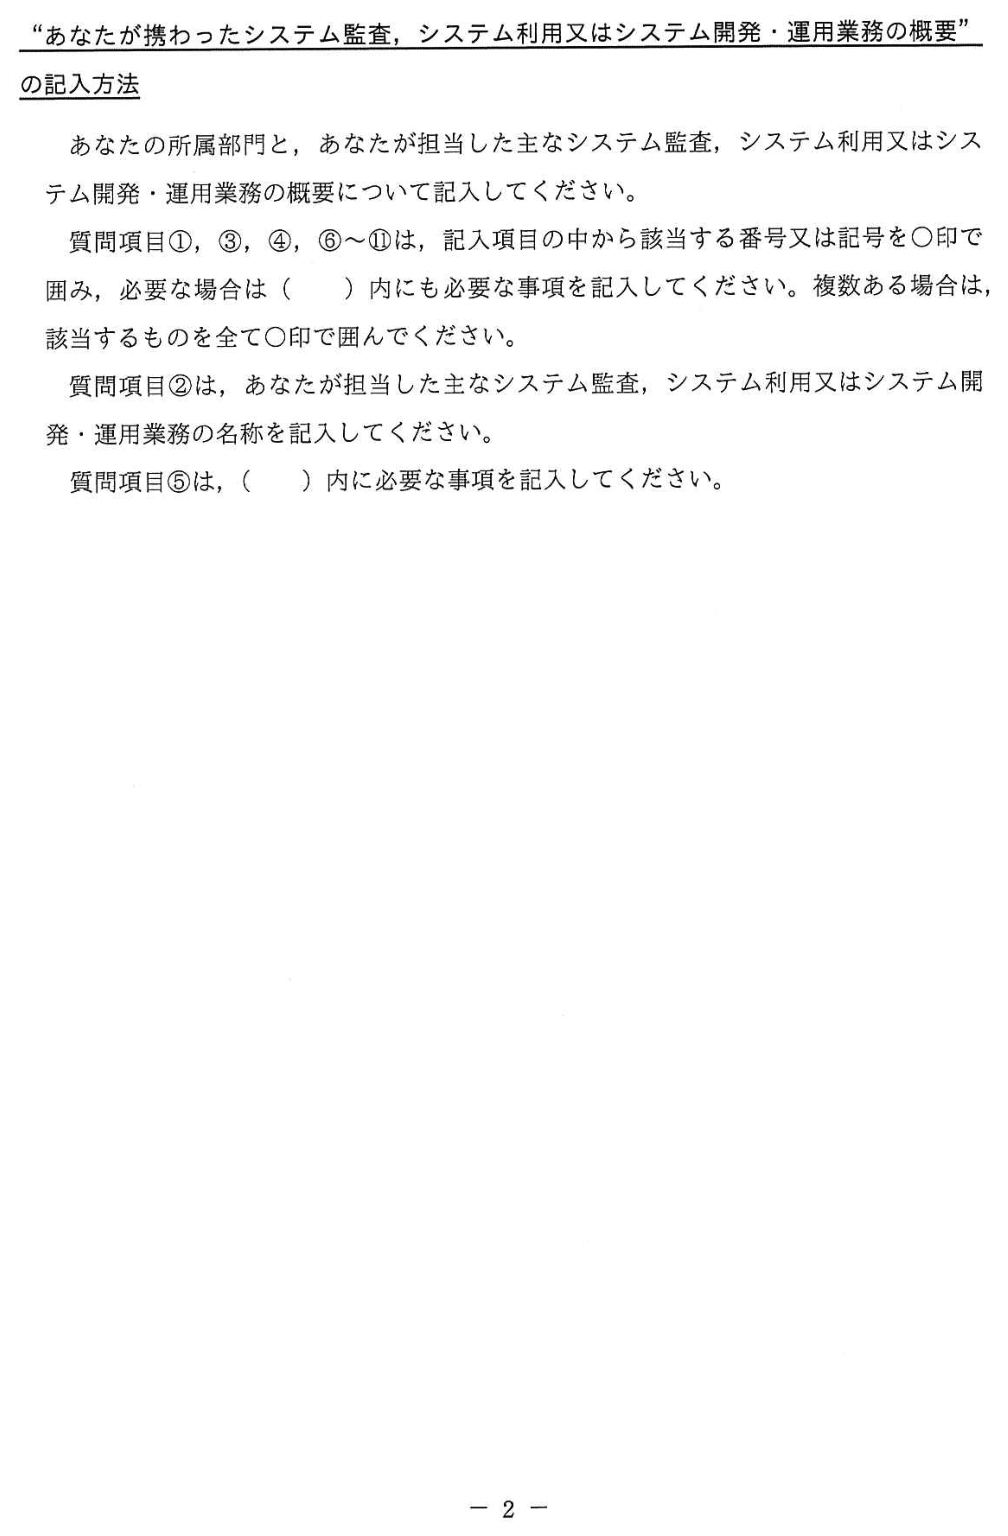 “あなたが携わったシステム監査，システム利用又はシステム開発・運用業務の概要”
の記入方法
あなたの所属部門と，あなたが担当した主なシステム監査，システム利用又はシス
テム開発・運用業務の概要について記入してください。
質問項目①，③，④，⑥～⑪は，記入項目の中から該当する番号又は記号を〇印で
囲み，必要な場合は（　　）内にも必要な事項を記入してください。複数ある場合は，
該当するものを全て〇印で囲んでください。
質問項目②は，あなたが担当した主なシステム監査，システム利用又はシステム開
発・運用業務の名称を記入してください。
質問項目⑤は，（　　）内に必要な事項を記入してください。
－ 2 －